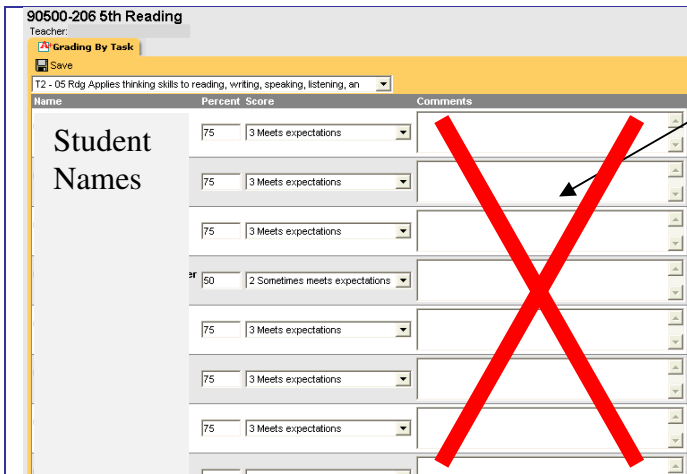 90500-206 5th Reading
Teacher:
Grading By Task
Save
T2 - 05 Rdg Applies thinking skills to reading, writing, speaking, listening, an
Name Percent Score Comments
Student
Names
75 3 Meets expectations
75 3 Meets expectations
75 3 Meets expectations
er 50 2 Sometimes meets expectations
75 3 Meets expectations
75 3 Meets expectations
75 3 Meets expectations